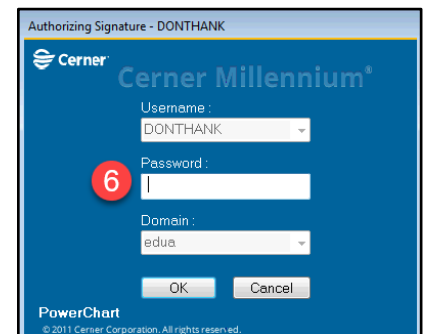 Authorizing Signature - DONTHANK
Cerner
Cerner Millennium®
Username :
DONTHANK
Password :
6
Domain :
edua
OK Cancel
PowerChart
© 2011 Cerner Corporation. All rights reserved.